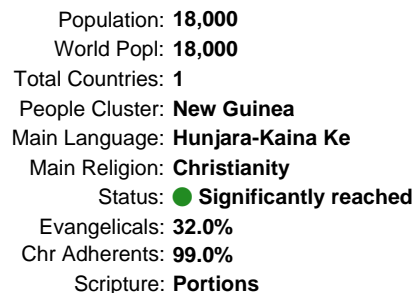 Population: 18,000
World Popl: 18,000
Total Countries: 1
People Cluster: New Guinea
Main Language: Hunjara-Kaina Ke
Main Religion: Christianity
Status: Significantly reached
Evangelicals: 32.0%
Chr Adherents: 99.0%
Scripture: Portions